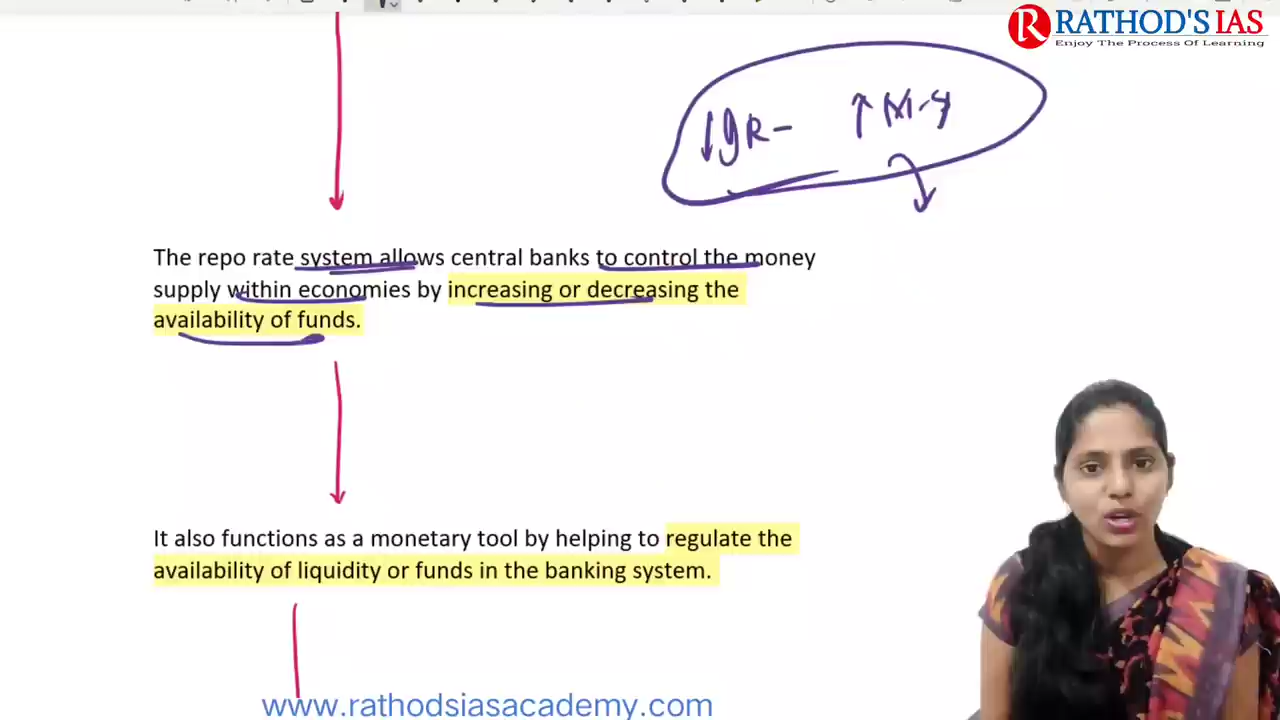 RATHOD'S IAS
Enjoy The Process Of Learning
The repo rate system allows central banks to control the money
supply within economies by increasing or decreasing the
availability of funds.
It also functions as a monetary tool by helping to regulate the
availability of liquidity or funds in the banking system.
www.rathodsiasacademy.com